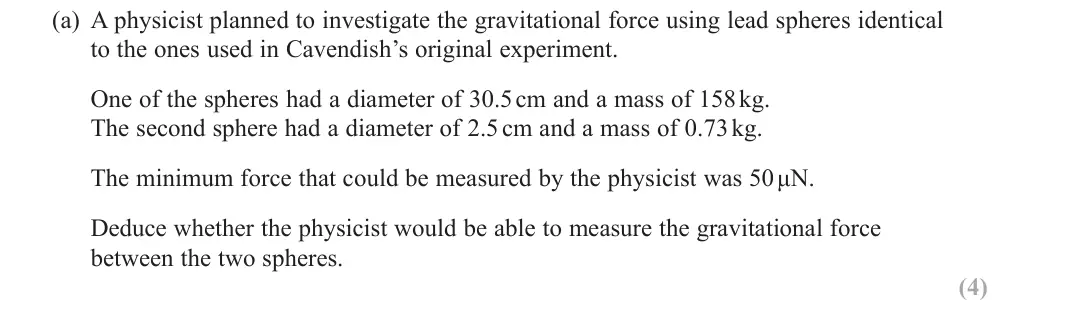 (a) A physicist planned to investigate the gravitational force using lead spheres identical
to the ones used in Cavendish’s original experiment.
One of the spheres had a diameter of 30.5 cm and a mass of 158 kg.
The second sphere had a diameter of 2.5 cm and a mass of 0.73 kg.
The minimum force that could be measured by the physicist was 50 μN.
Deduce whether the physicist would be able to measure the gravitational force
between the two spheres.
(4)